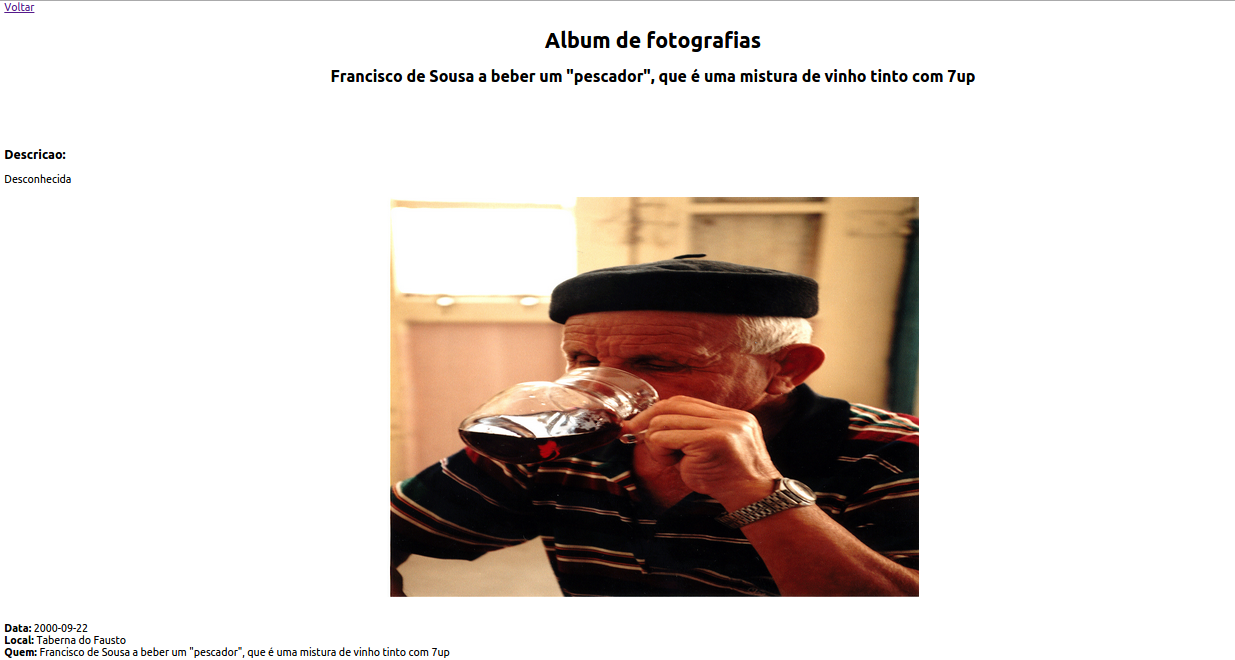 Voltar
Album de fotografias
Francisco de Sousa a beber um "pescador", que é uma mistura de vinho tinto com 7up
Descricao:
Desconhecida
Data: 2000-09-22
Local: Taberna do Fausto
Quem: Francisco de Sousa a beber um "pescador", que é uma mistura de vinho tinto com 7up